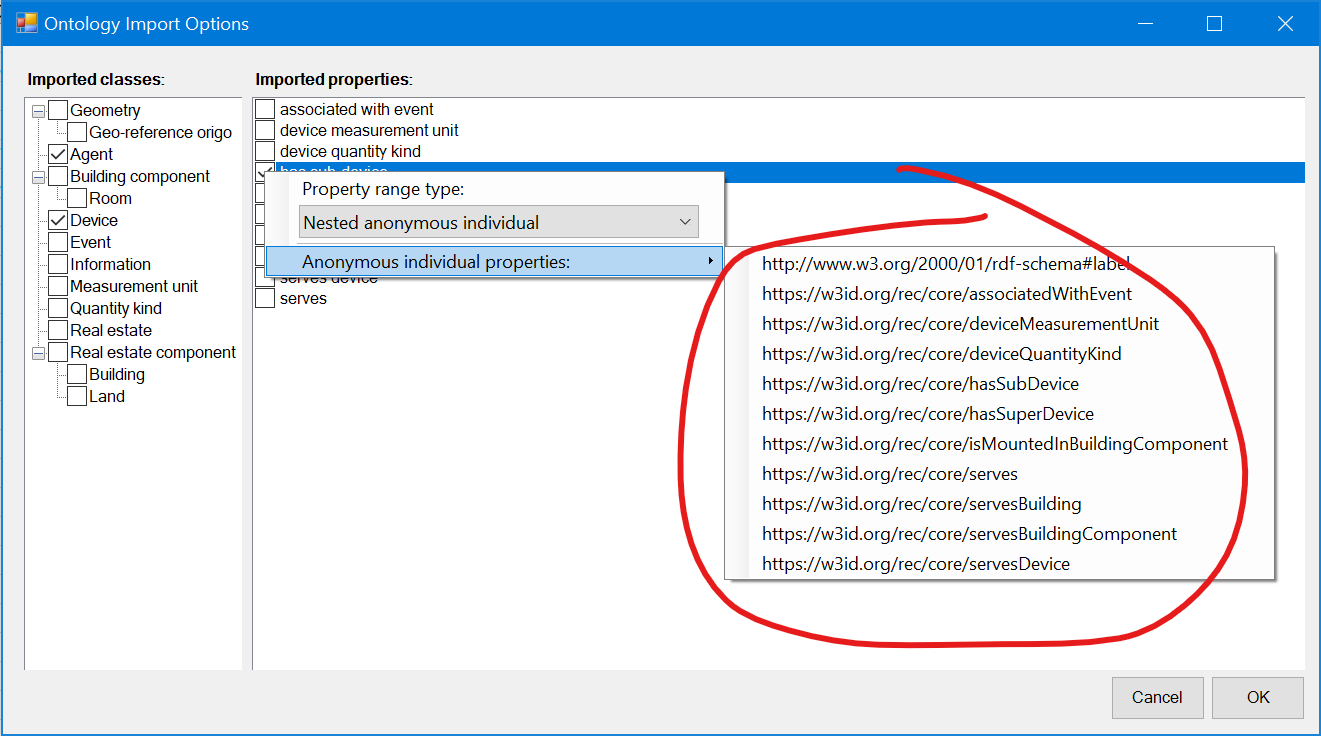 Ontology Import Options
Imported classes:
Geometry
Geo-reference origo
Agent
Building component
Room
Device
Event
Information
Measurement unit
Quantity kind
Real estate
Real estate component
Building
Land
Imported properties:
associated with event
device measurement unit
device quantity kind
has sub device
Property range type:
Nested anonymous individual
Anonymous individual properties:
serves device
serves
http://www.w3.org/2000/01/rdf-schema#label
https://w3id.org/rec/core/associatedWithEvent
https://w3id.org/rec/core/deviceMeasurementUnit
https://w3id.org/rec/core/deviceQuantityKind
https://w3id.org/rec/core/hasSubDevice
https://w3id.org/rec/core/hasSuperDevice
https://w3id.org/rec/core/isMountedInBuildingComponent
https://w3id.org/rec/core/serves
https://w3id.org/rec/core/servesBuilding
https://w3id.org/rec/core/servesBuildingComponent
https://w3id.org/rec/core/servesDevice
Cancel
OK